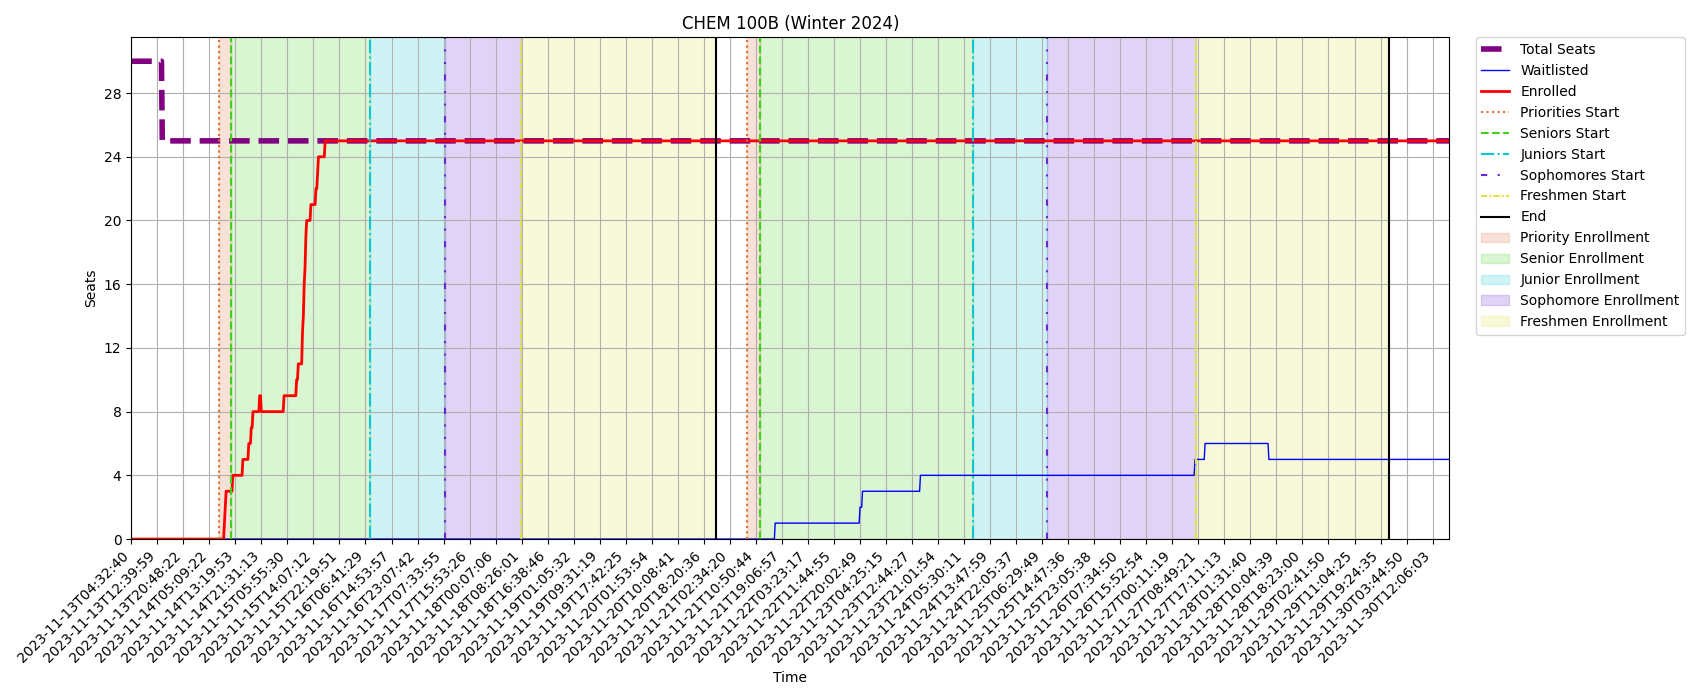 CHEM 100B (Winter 2024)
Seats
28
24
20
16
12
8
4
0
2023-11-13T04:32:40
2023-11-13T12:39:59
2023-11-13T20:48:22
2023-11-14T05:09:22
2023-11-14T13:19:53
2023-11-14T21:31:13
2023-11-15T05:55:30
2023-11-15T14:07:12
2023-11-15T22:19:51
2023-11-16T06:41:29
2023-11-16T14:53:57
2023-11-16T23:07:42
2023-11-17T07:33:55
2023-11-17T15:53:26
2023-11-18T00:07:06
2023-11-18T08:26:01
2023-11-18T16:38:46
2023-11-19T01:05:32
2023-11-19T09:31:19
2023-11-19T17:42:25
2023-11-20T01:53:54
2023-11-20T10:08:41
2023-11-20T18:20:36
2023-11-21T02:34:20
2023-11-21T10:50:44
2023-11-21T19:06:57
2023-11-22T03:23:17
2023-11-22T11:44:55
2023-11-22T20:02:49
2023-11-23T04:25:15
2023-11-23T12:44:27
2023-11-23T21:01:54
2023-11-24T05:30:11
2023-11-24T13:47:59
2023-11-24T22:05:37
2023-11-25T06:29:49
2023-11-25T14:47:36
2023-11-25T23:05:38
2023-11-26T07:34:50
2023-11-26T15:52:54
2023-11-27T00:11:19
2023-11-27T08:49:21
2023-11-27T17:11:13
2023-11-28T01:31:40
2023-11-28T10:04:39
2023-11-28T18:23:00
2023-11-29T02:41:50
2023-11-29T11:04:25
2023-11-29T19:24:35
2023-11-30T03:44:50
2023-11-30T12:06:03
Time
Total Seats
Waitlisted
Enrolled
Priorities Start
Seniors Start
Juniors Start
Sophomores Start
Freshmen Start
End
Priority Enrollment
Senior Enrollment
Junior Enrollment
Sophomore Enrollment
Freshmen Enrollment